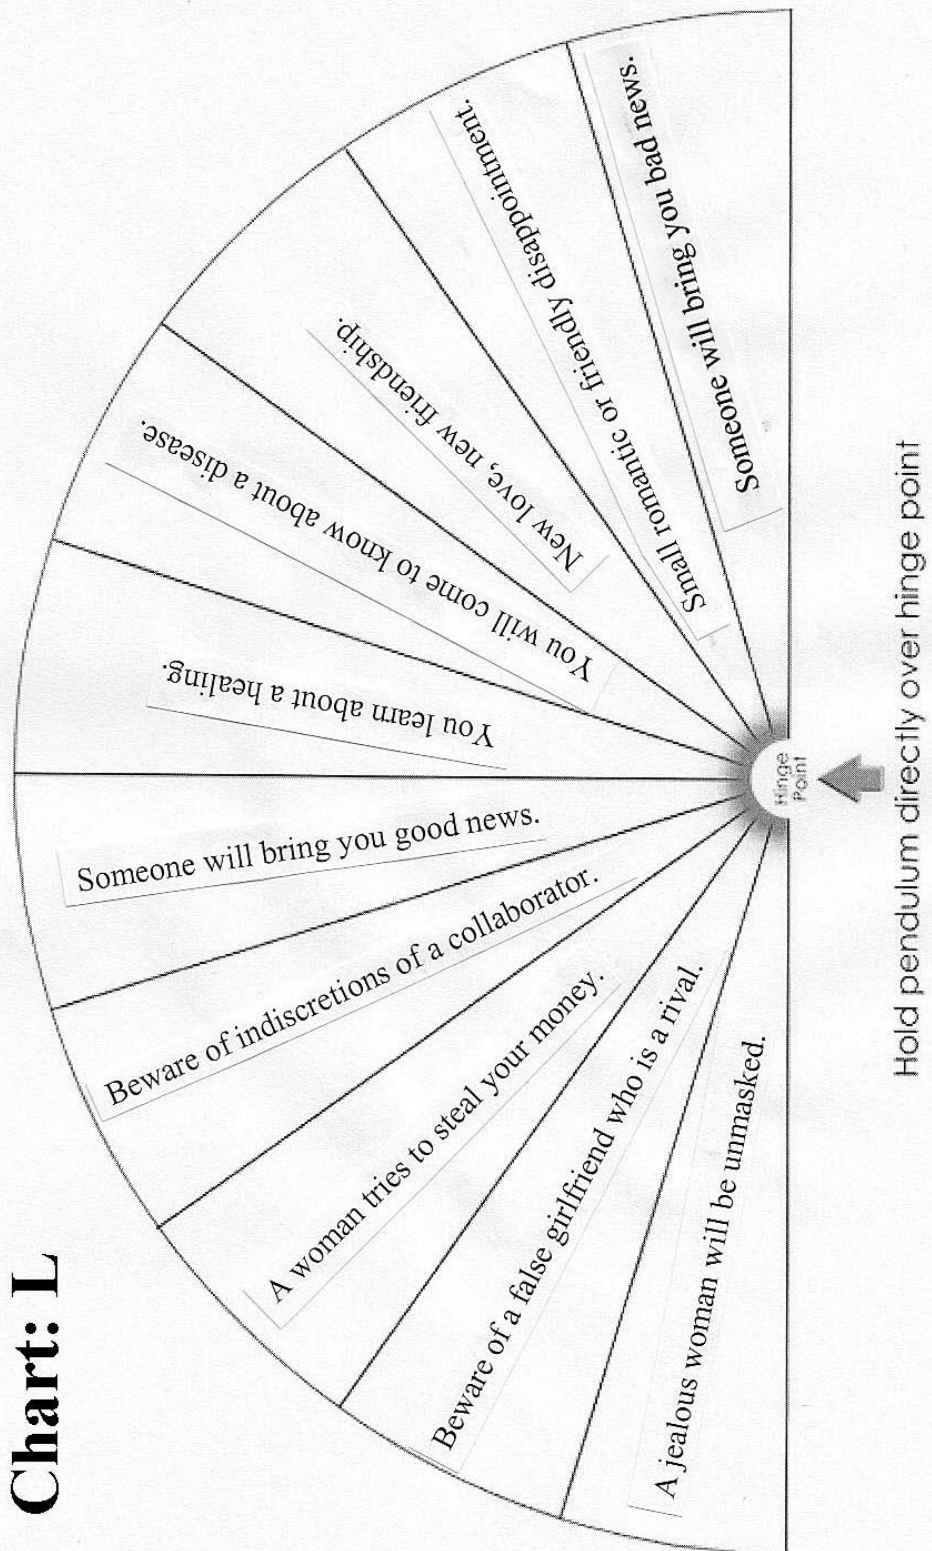 Chart: L
A jealous woman will be unmasked.
Beware of a false girlfriend who is a rival.
A woman tries to steal your money.
Beware of indiscretions of a collaborator.
Someone will bring you good news.
You learn about a healing.
You will come to know about a disease.
New love, new friendship.
Small romantic or friendly disappointment.
Someone will bring you bad news.
Hinge
Point
Hold pendulum directly over hinge point